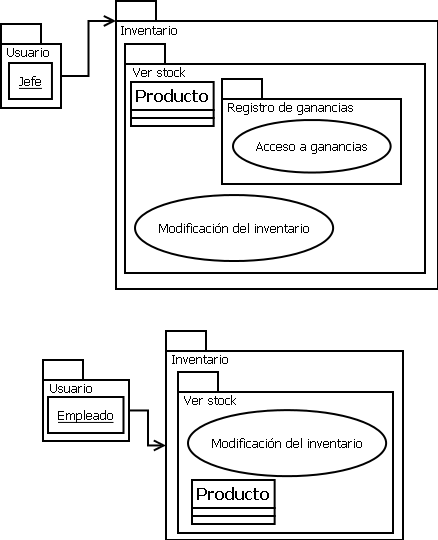 Inventario
Usuario
Jefe
Ver stock
Producto
Registro de ganancias
Acceso a ganancias
Modificación del inventario
Inventario
Usuario
Empleado
Ver stock
Modificación del inventario
Producto